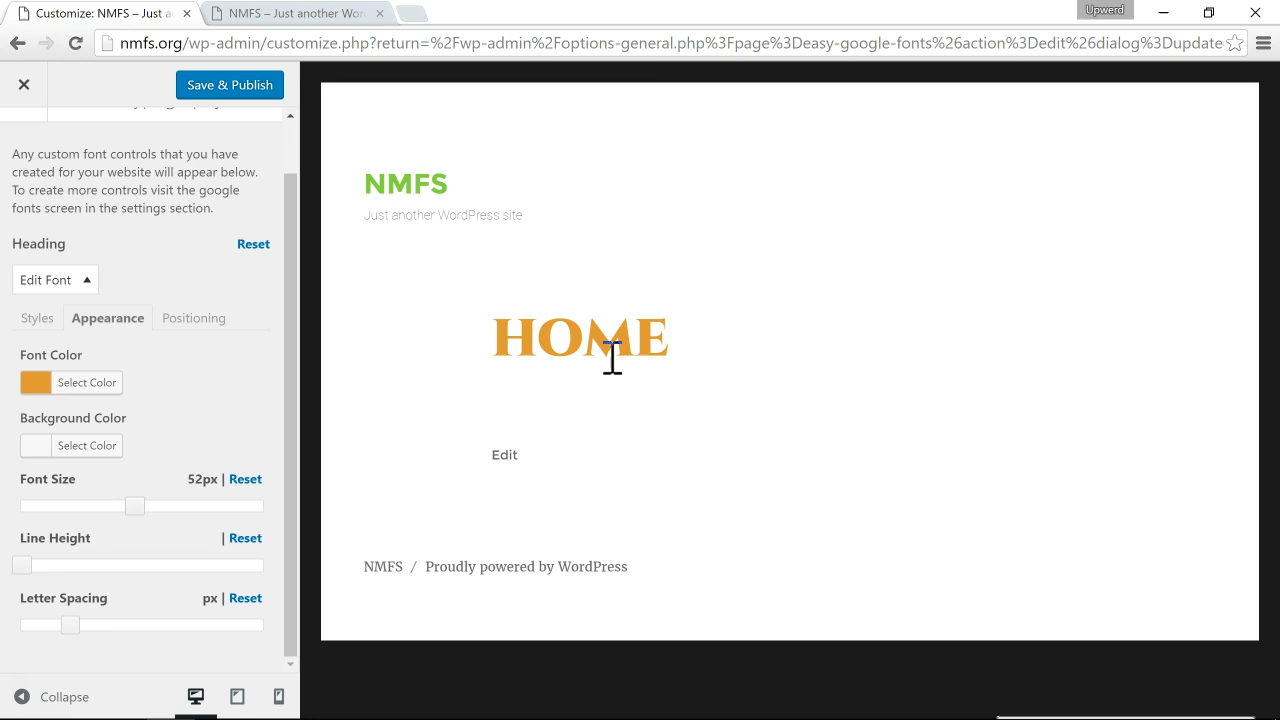 Customize: NMFS – Just a
NMFS – Just another Wor
Upwerd
nmfs.org/wp-admin/customize.php?return=%2Fwp-admin%2Foptions-general.php%3Fpage%3Deasy-google-fonts%26action%3Dedit%26dialog%3Dupdate
Save & Publish
Any custom font controls that you have
created for your website will appear below.
To create more controls visit the google
fonts screen in the settings section.
Heading
Reset
Edit Font
Styles
Appearance
Positioning
Font Color
Select Color
Background Color
Select Color
Font Size
52px | Reset
Line Height
| Reset
Letter Spacing
px | Reset
Collapse
NMFS
Just another WordPress site
HOME
Edit
NMFS / Proudly powered by WordPress